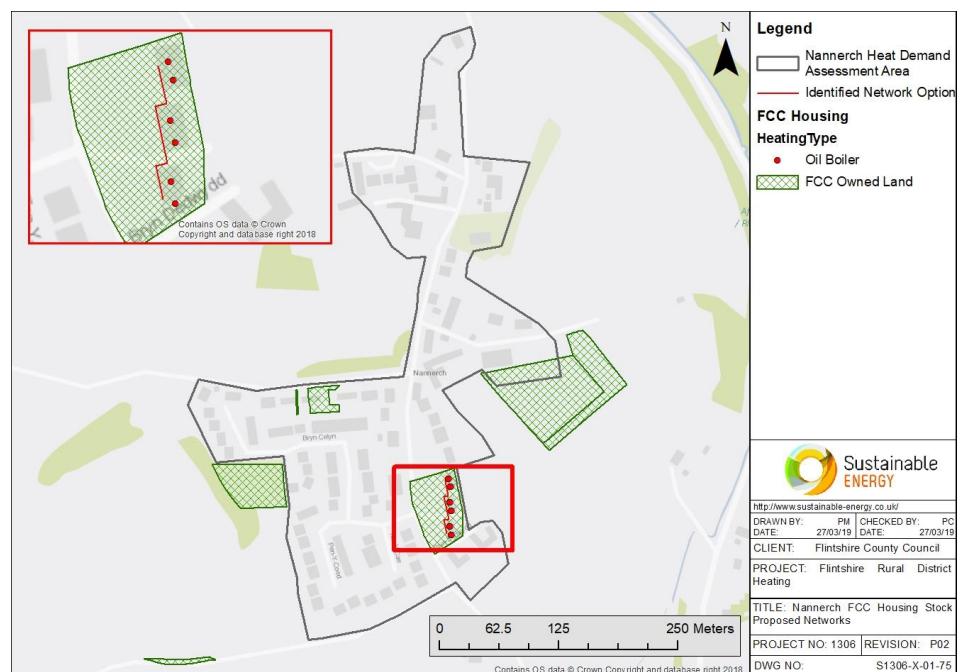 Bryn Dedwydd
Contains OS data © Crown
Copyright and database right 2018
N
Nannerch
Bryn Celyn
Pen-Y-Coed
0 62.5 125 250 Meters
Contains OS data © Crown Copyright and database right 2018
Legend
Nannerch Heat Demand
Assessment Area
Identified Network Option
FCC Housing
HeatingType
Oil Boiler
FCC Owned Land
Sustainable
ENERGY
http://www.sustainable-energy.co.uk/
DRAWN BY: PM CHECKED BY: PC
DATE: 27/03/19 DATE: 27/03/19
CLIENT: Flintshire County Council
PROJECT: Flintshire Rural District
Heating
TITLE: Nannerch FCC Housing Stock
Proposed Networks
PROJECT NO: 1306 REVISION: P02
DWG NO: S1306-X-01-75